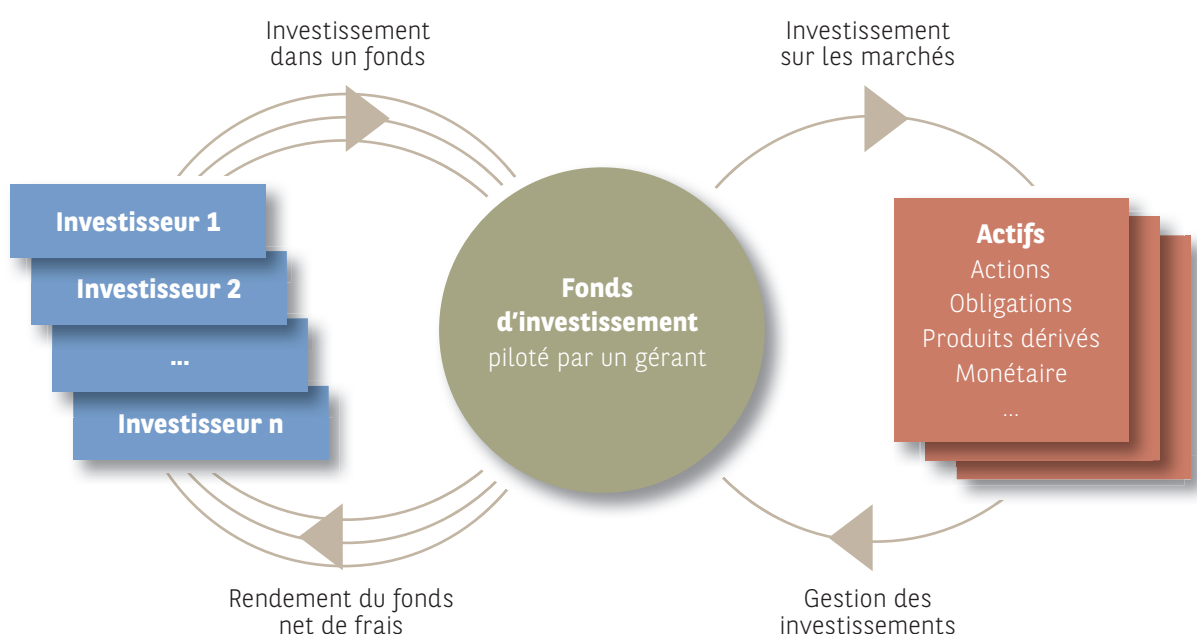 Investissement
dans un fonds
Investissement
sur les marchés
Investisseur 1
Investisseur 2
...
Investisseur n
Fonds
d'investissement
piloté par un gérant
Actifs
Actions
Obligations
Produits dérivés
Monétaire
...
Rendement du fonds
net de frais
Gestion des
investissements